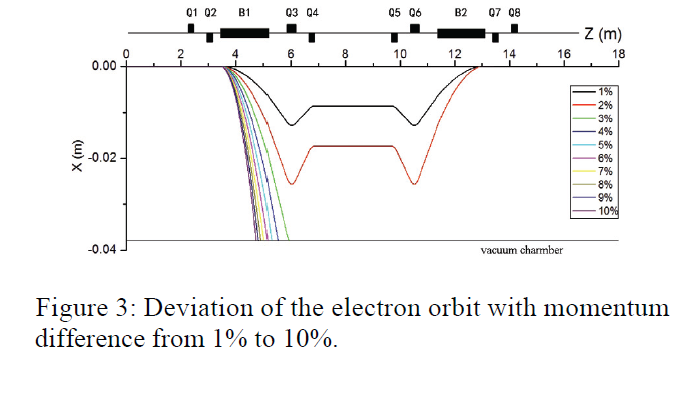 Q1 Q2 B1 Q3 Q4 Q5 Q6 B2 Q7 Q8
Z (m)
0 2 4 6 8 10 12 14 16 18
0.00
-0.02
-0.04
X (m)
1%
2%
3%
4%
5%
6%
7%
8%
9%
10%
vacuum charmber
Figure 3: Deviation of the electron orbit with momentum
difference from 1% to 10%.